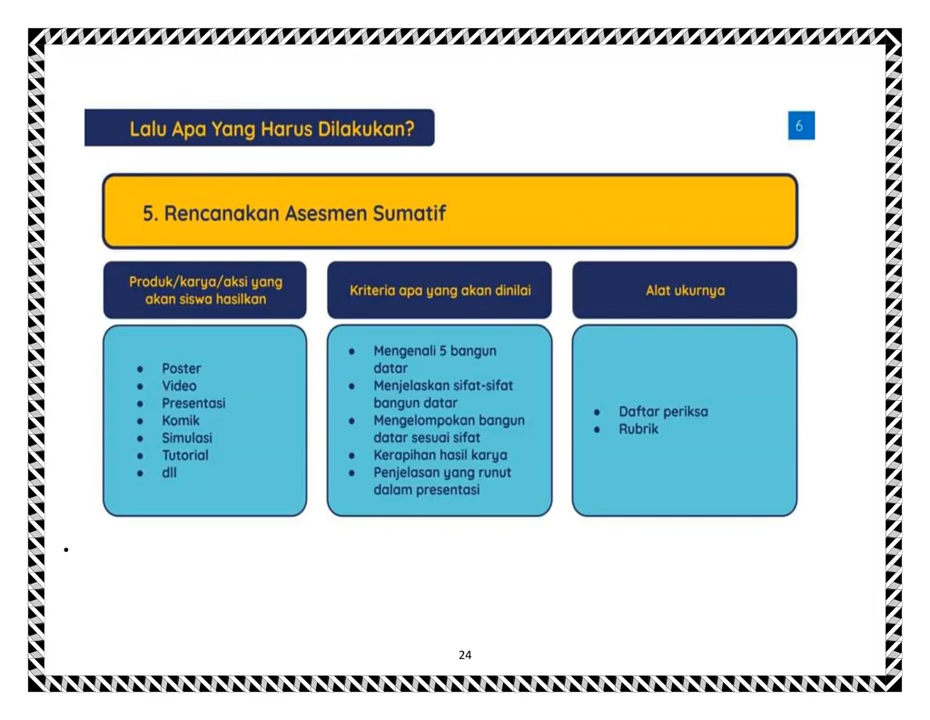 Lalu Apa Yang Harus Dilakukan?
6
5. Rencanakan Asesmen Sumatif
Produk/karya/aksi yang
akan siswa hasilkan
• Poster
• Video
• Presentasi
• Komik
• Simulasi
• Tutorial
• dll
Kriteria apa yang akan dinilai
• Mengenali 5 bangun
datar
• Menjelaskan sifat-sifat
bangun datar
• Mengelompokan bangun
datar sesuai sifat
• Kerapihan hasil karya
• Penjelasan yang runut
dalam presentasi
Alat ukurnya
• Daftar periksa
• Rubrik
•
24